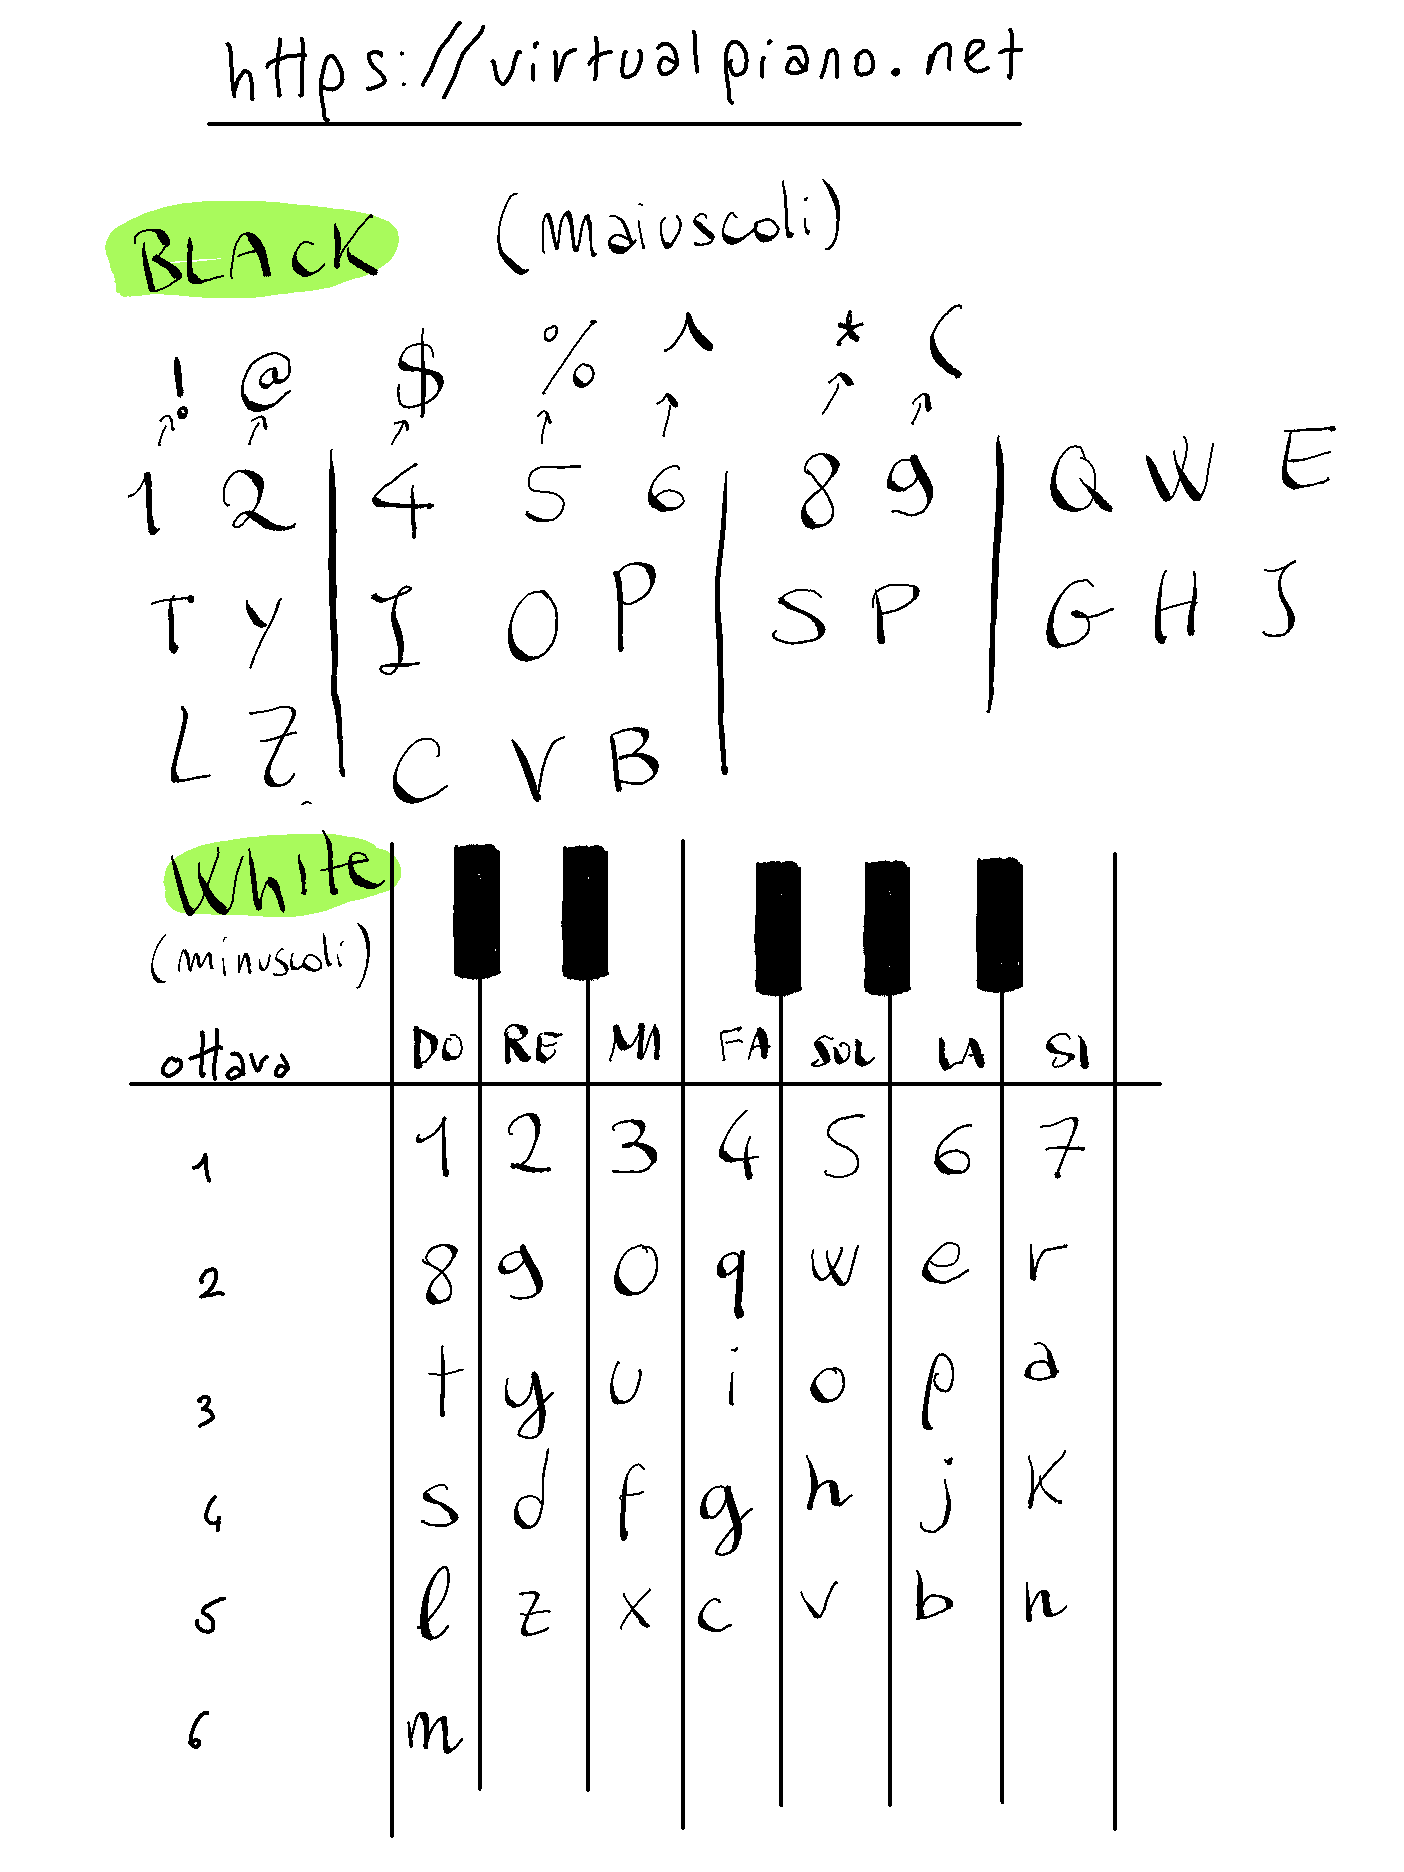 https://virtualpiano.net
BLACK (maiuscoli)
! @ $ % ^ * (
1 2 4 5 6 8 9 Q W E
T Y I O P S P G H J
L Z C V B
White
(minuscoli)
ottava DO RE MI FA SOL LA SI
1 1 2 3 4 5 6 7
2 8 9 0 q w e r
3 t y u i o p a
4 s d f g h j K
5 l z x c v b n
6 m